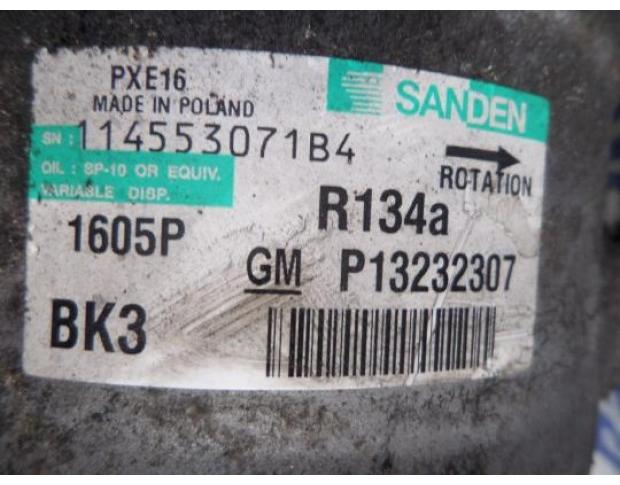 PXE16
MADE IN POLAND
SANDEN
SN : 114553071B4
OIL : SP-10 OR EQUIV.
VARIABLE DISP.
ROTATION
1605P
R134a
GM P13232307
BK3